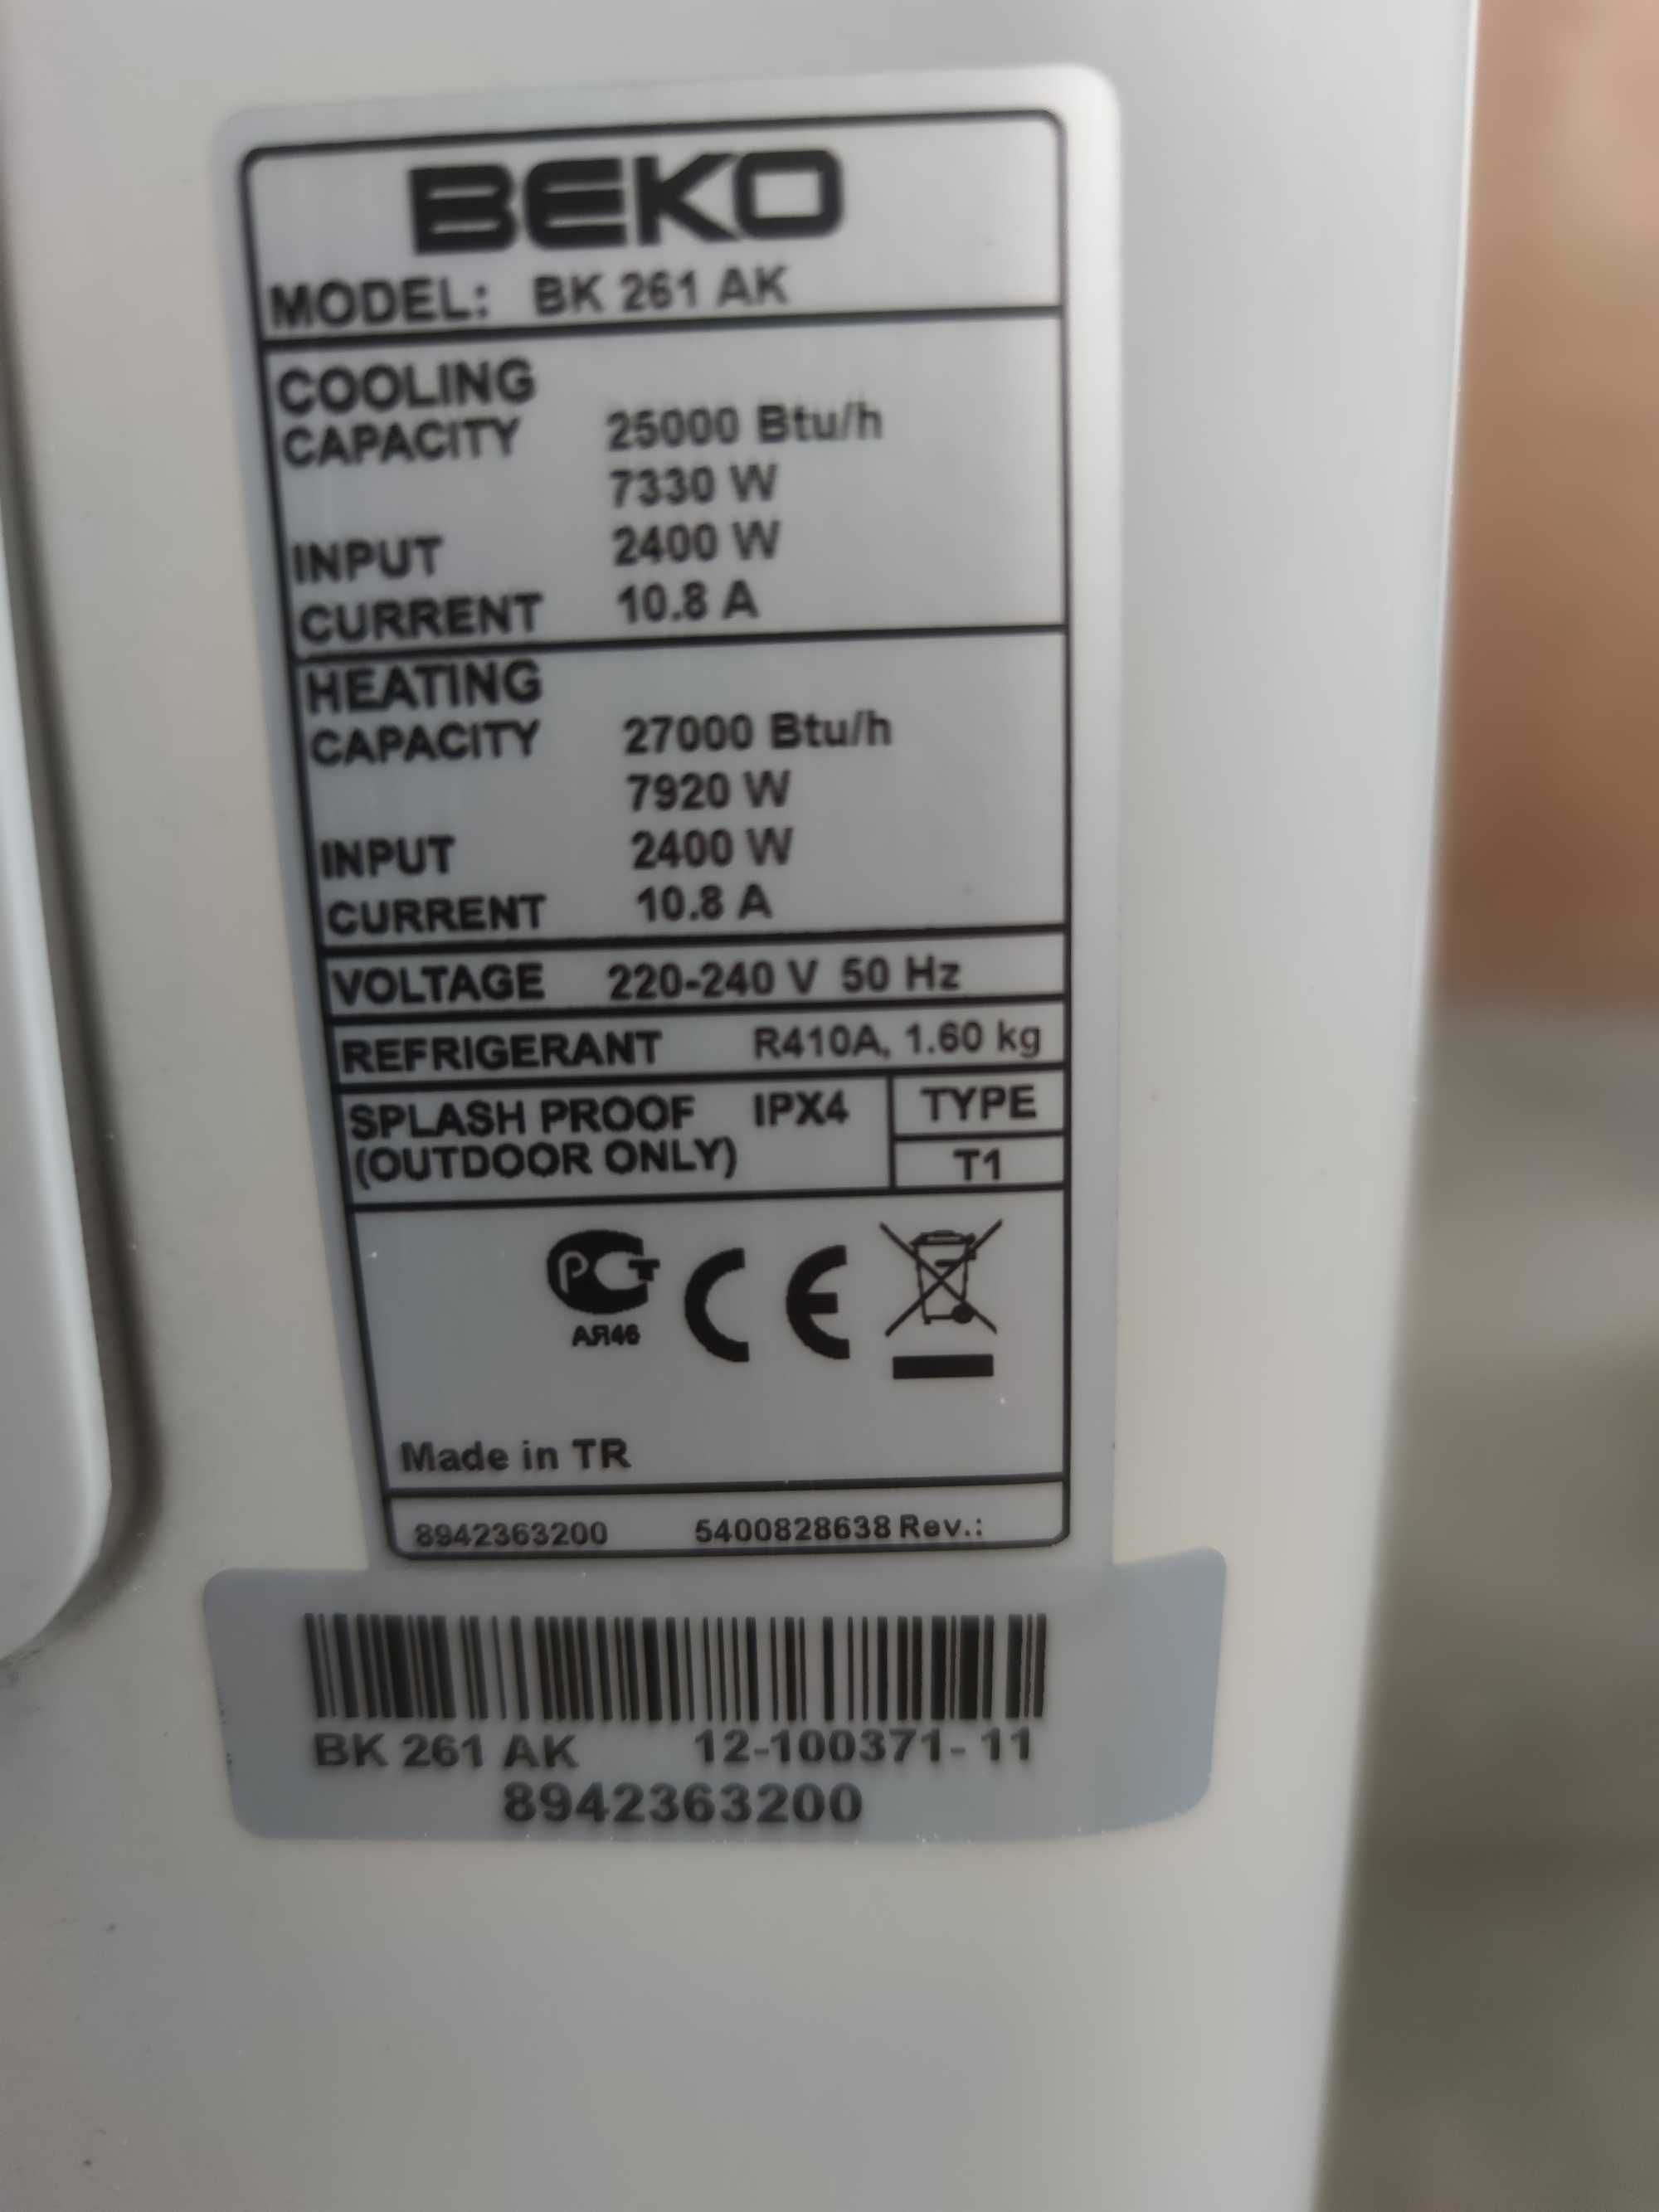 BEKO
MODEL: BK 261 AK
COOLING
CAPACITY 25000 Btu/h
7330 W
INPUT 2400 W
CURRENT 10.8 A
HEATING
CAPACITY 27000 Btu/h
7920 W
INPUT 2400 W
CURRENT 10.8 A
VOLTAGE 220-240 V 50 Hz
REFRIGERANT R410A, 1.60 kg
SPLASH PROOF IPX4 TYPE
(OUTDOOR ONLY) T1
РСТ CE
АЯ46
Made in TR
8942363200 5400828638 Rev.:
BK 261 AK 12-100371-11
8942363200